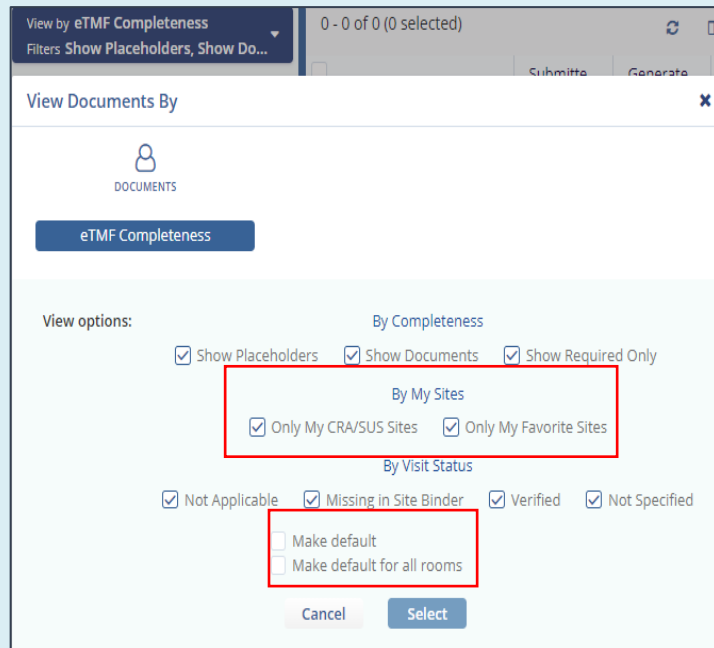 View by eTMF Completeness
Filters Show Placeholders, Show Do...
0 - 0 of 0 (0 selected)
Submitte Generate
View Documents By
DOCUMENTS
eTMF Completeness
View options:
By Completeness
Show Placeholders Show Documents Show Required Only
By My Sites
Only My CRA/SUS Sites Only My Favorite Sites
By Visit Status
Not Applicable Missing in Site Binder Verified Not Specified
Make default
Make default for all rooms
Cancel Select